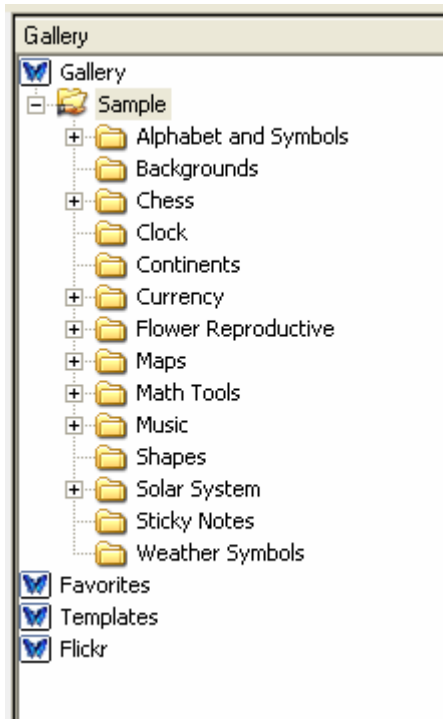 Gallery
Gallery
Sample
Alphabet and Symbols
Backgrounds
Chess
Clock
Continents
Currency
Flower Reproductive
Maps
Math Tools
Music
Shapes
Solar System
Sticky Notes
Weather Symbols
Favorites
Templates
Flickr